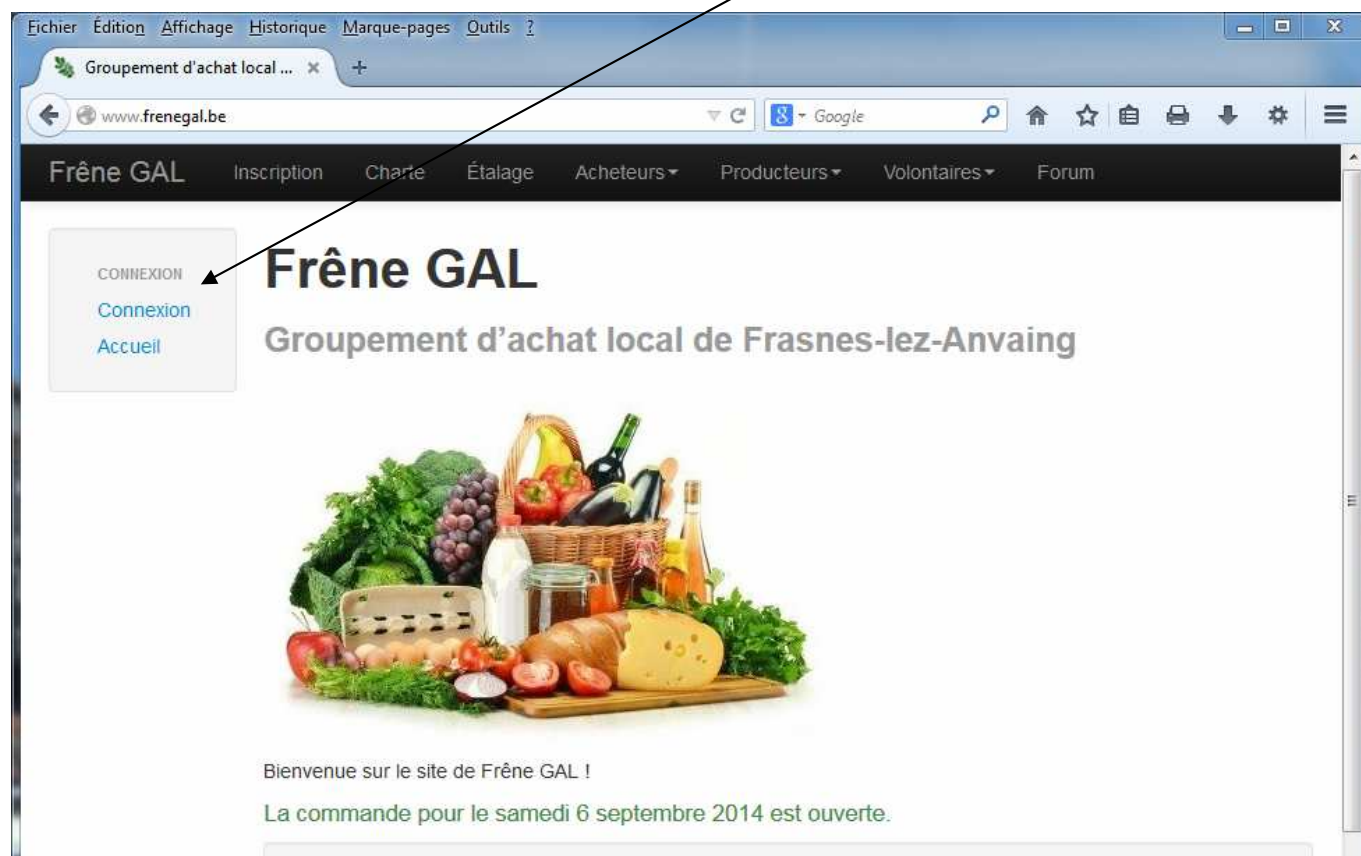 Fichier Édition Affichage Historique Marque-pages Outils ?
Groupement d'achat local ... × +
www.frenegal.be
8 Google
Frêne GAL Inscription Charte Étalage Acheteurs Producteurs Volontaires Forum
CONNEXION
Connexion
Accueil
Frêne GAL
Groupement d’achat local de Frasnes-lez-Anvaing
Bienvenue sur le site de Frêne GAL !
La commande pour le samedi 6 septembre 2014 est ouverte.